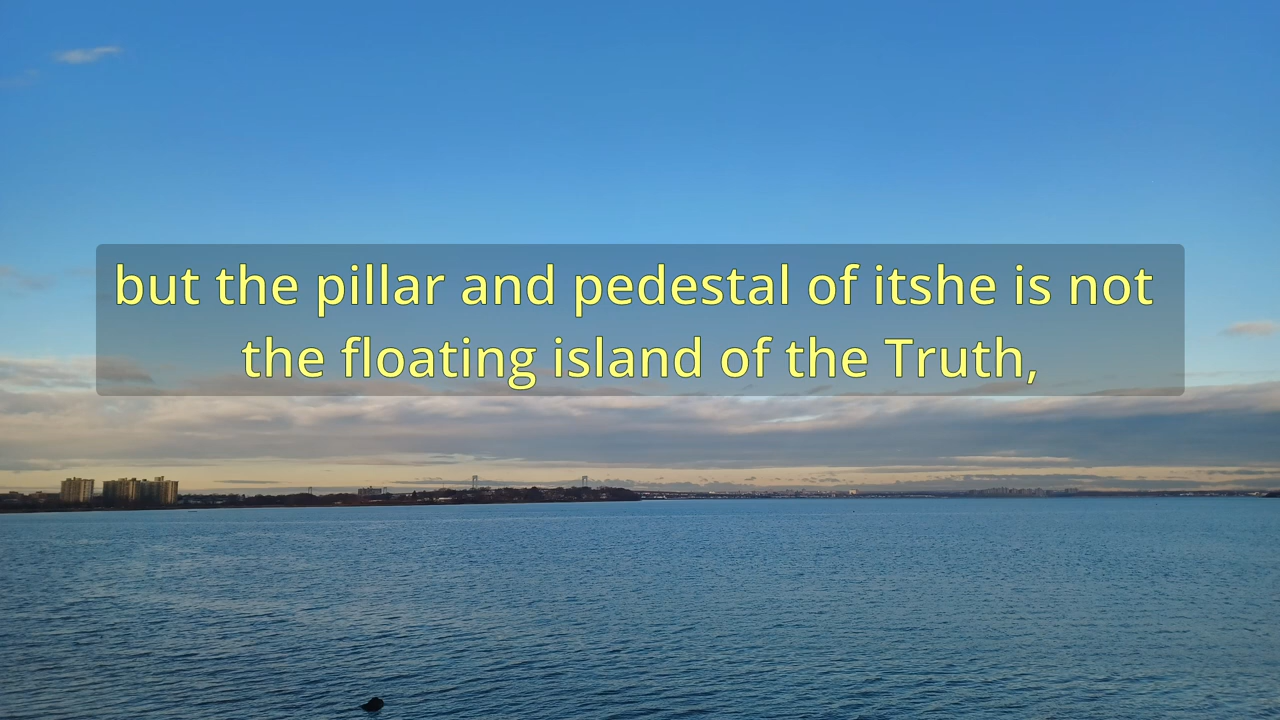 but the pillar and pedestal of itshe is not
the floating island of the Truth,